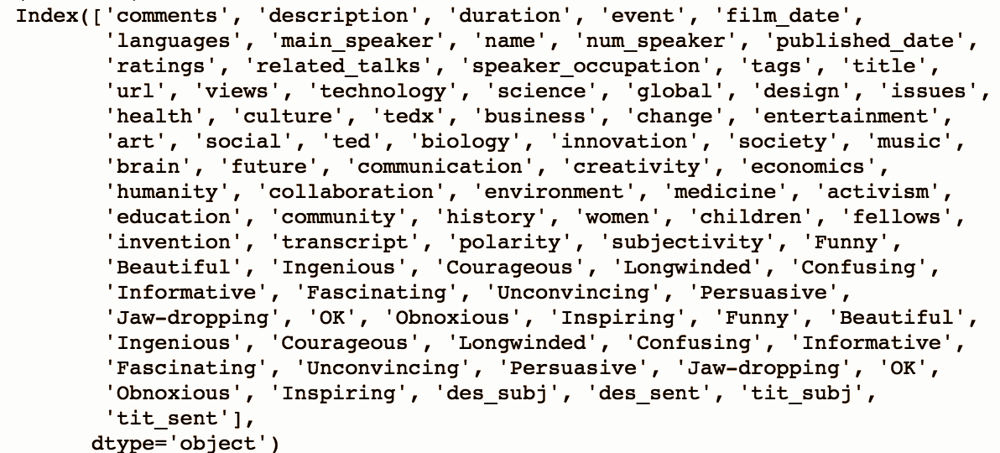 Index(['comments', 'description', 'duration', 'event', 'film_date',
'languages', 'main_speaker', 'name', 'num_speaker', 'published_date',
'ratings', 'related_talks', 'speaker_occupation', 'tags', 'title',
'url', 'views', 'technology', 'science', 'global', 'design', 'issues',
'health', 'culture', 'tedx', 'business', 'change', 'entertainment',
'art', 'social', 'ted', 'biology', 'innovation', 'society', 'music',
'brain', 'future', 'communication', 'creativity', 'economics',
'humanity', 'collaboration', 'environment', 'medicine', 'activism',
'education', 'community', 'history', 'women', 'children', 'fellows',
'invention', 'transcript', 'polarity', 'subjectivity', 'Funny',
'Beautiful', 'Ingenious', 'Courageous', 'Longwinded', 'Confusing',
'Informative', 'Fascinating', 'Unconvincing', 'Persuasive',
'Jaw-dropping', 'OK', 'Obnoxious', 'Inspiring', 'Funny', 'Beautiful',
'Ingenious', 'Courageous', 'Longwinded', 'Confusing', 'Informative',
'Fascinating', 'Unconvincing', 'Persuasive', 'Jaw-dropping', 'OK',
'Obnoxious', 'Inspiring', 'des_subj', 'des_sent', 'tit_subj',
'tit_sent'],
dtype='object')